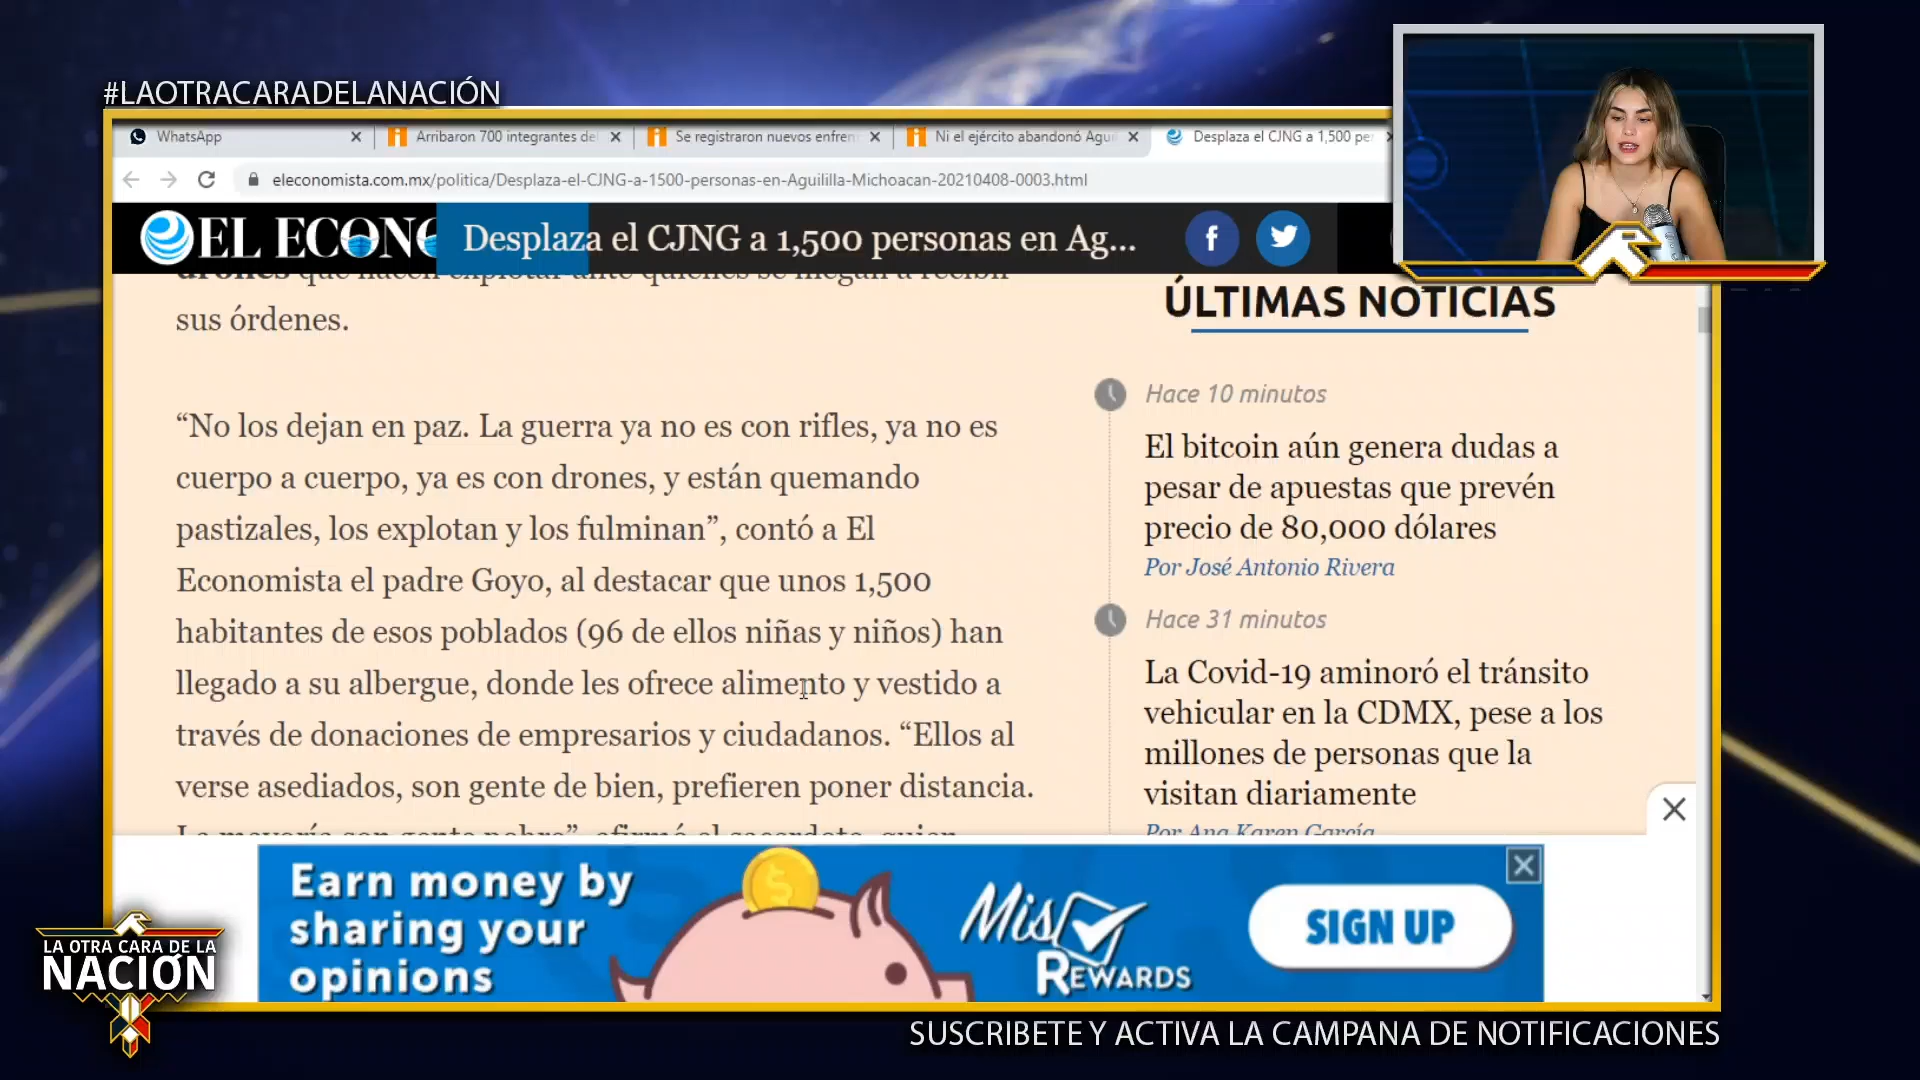 #LAOTRACARADELANACIÓN
WhatsApp
Arribaron 700 integrantes de
Se registraron nuevos enfren
Ni el ejército abandonó Agui
Desplaza el CJNG a 1,500 per
eleconomista.com.mx/politica/Desplaza-el-CJNG-a-1500-personas-en-Aguililla-Michoacan-20210408-0003.html
EL ECONO
Desplaza el CJNG a 1,500 personas en Ag...
drones que hacen explotar ante quienes se niegan a recibir
sus órdenes.
“No los dejan en paz. La guerra ya no es con rifles, ya no es
cuerpo a cuerpo, ya es con drones, y están quemando
pastizales, los explotan y los fulminan”, contó a El
Economista el padre Goyo, al destacar que unos 1,500
habitantes de esos poblados (96 de ellos niñas y niños) han
llegado a su albergue, donde les ofrece alimento y vestido a
través de donaciones de empresarios y ciudadanos. “Ellos al
verse asediados, son gente de bien, prefieren poner distancia.
La mayoría son gente pobre”, afirmó el sacerdote, quien
ÚLTIMAS NOTICIAS
Hace 10 minutos
El bitcoin aún genera dudas a
pesar de apuestas que prevén
precio de 80,000 dólares
Por José Antonio Rivera
Hace 31 minutos
La Covid-19 aminoró el tránsito
vehicular en la CDMX, pese a los
millones de personas que la
visitan diariamente
Por Ana Karen García
Earn money by
sharing your
opinions
Mis
REWARDS
SIGN UP
LA OTRA CARA DE LA
NACIÓN
SUSCRIBETE Y ACTIVA LA CAMPANA DE NOTIFICACIONES